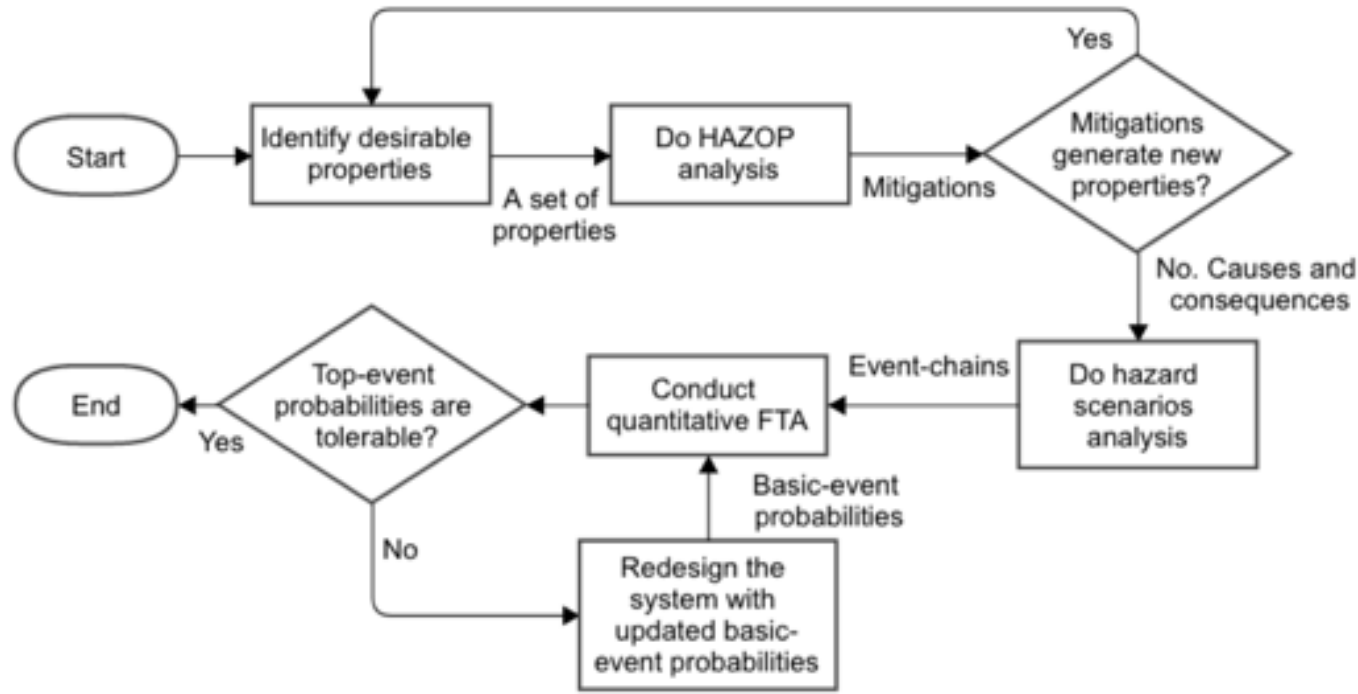 Yes
Start
Identify desirable
properties
A set of
properties
Do HAZOP
analysis
Mitigations
Mitigations
generate new
properties?
No. Causes and
consequences
Do hazard
scenarios
analysis
Event-chains
Conduct
quantitative FTA
Top-event
probabilities are
tolerable?
Yes
End
No
Redesign the
system with
updated basic-
event probabilities
Basic-event
probabilities